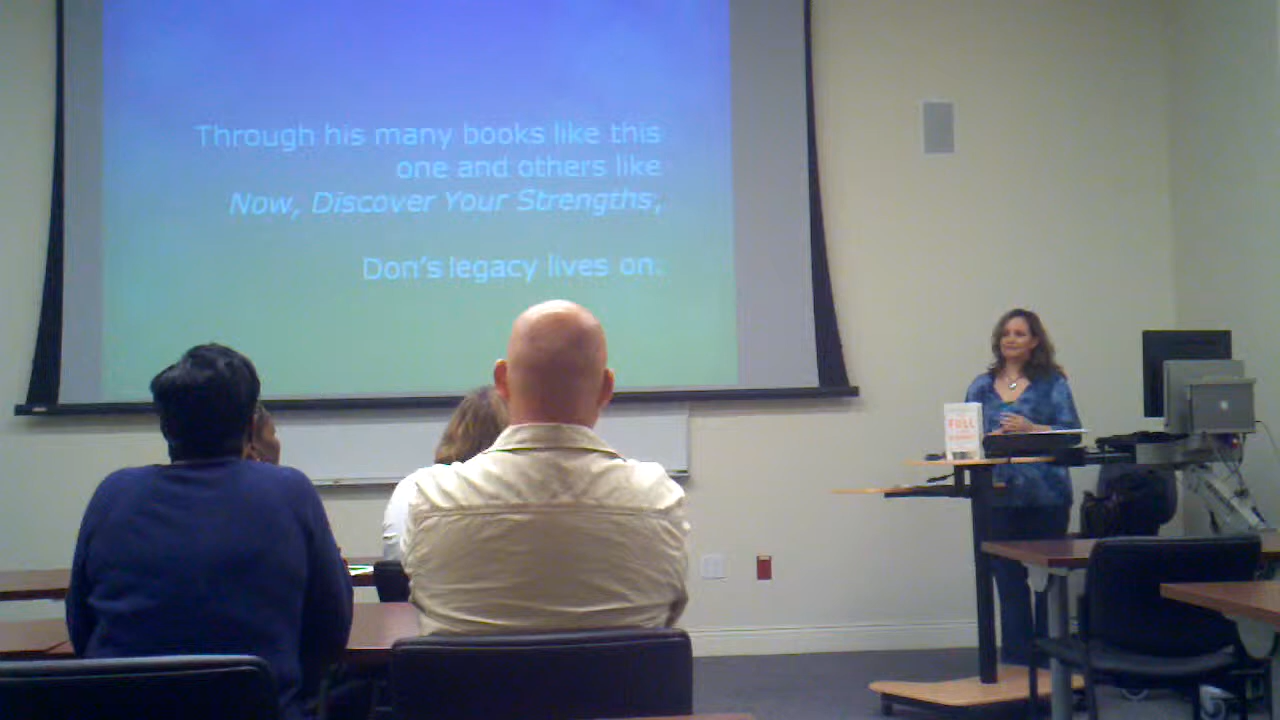 Through his many books like this
one and others like
Now, Discover Your Strengths,
Don's legacy lives on.
FULL